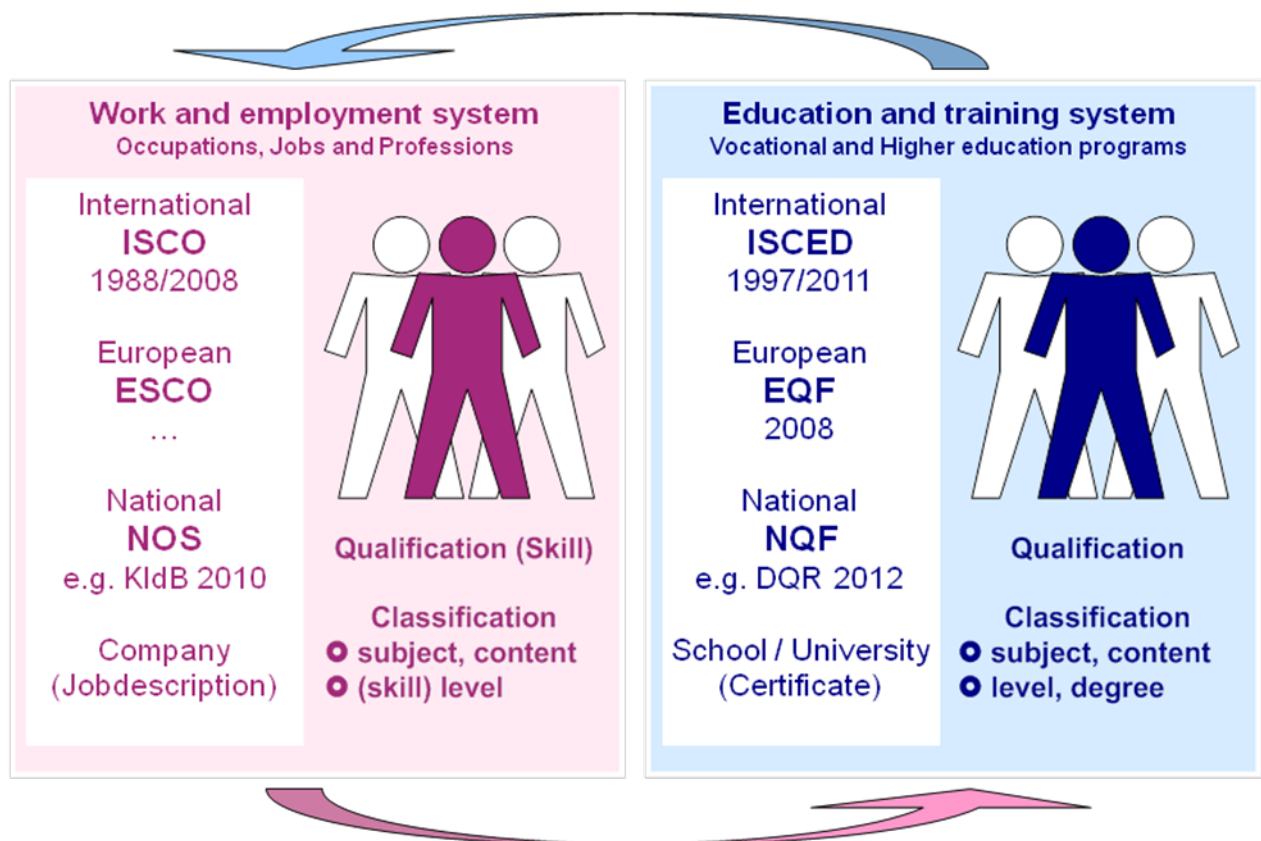 Work and employment system
Occupations, Jobs and Professions
International
ISCO
1988/2008
European
ESCO
...
National
NOS
e.g. KldB 2010
Company
(Jobdescription)
Qualification (Skill)
Classification
subject, content
(skill) level
Education and training system
Vocational and Higher education programs
International
ISCED
1997/2011
European
EQF
2008
National
NQF
e.g. DQR 2012
School / University
(Certificate)
Qualification
Classification
subject, content
level, degree